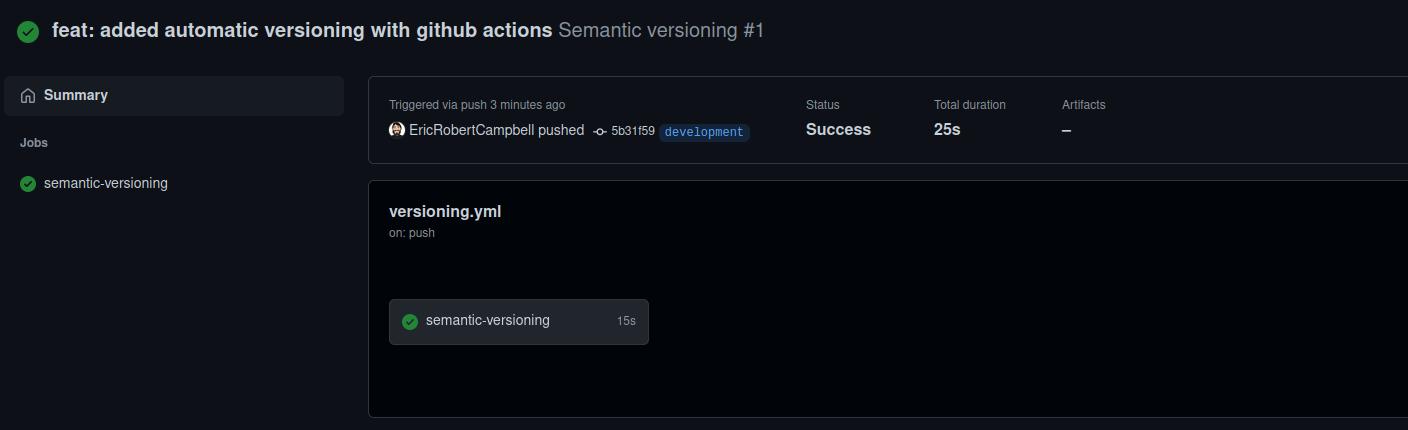 feat: added automatic versioning with github actions Semantic versioning #1
Summary
Jobs
semantic-versioning
Triggered via push 3 minutes ago
EricRobertCampbell pushed 5b31f59 development
Status
Success
Total duration
25s
Artifacts
–
versioning.yml
on: push
semantic-versioning 15s